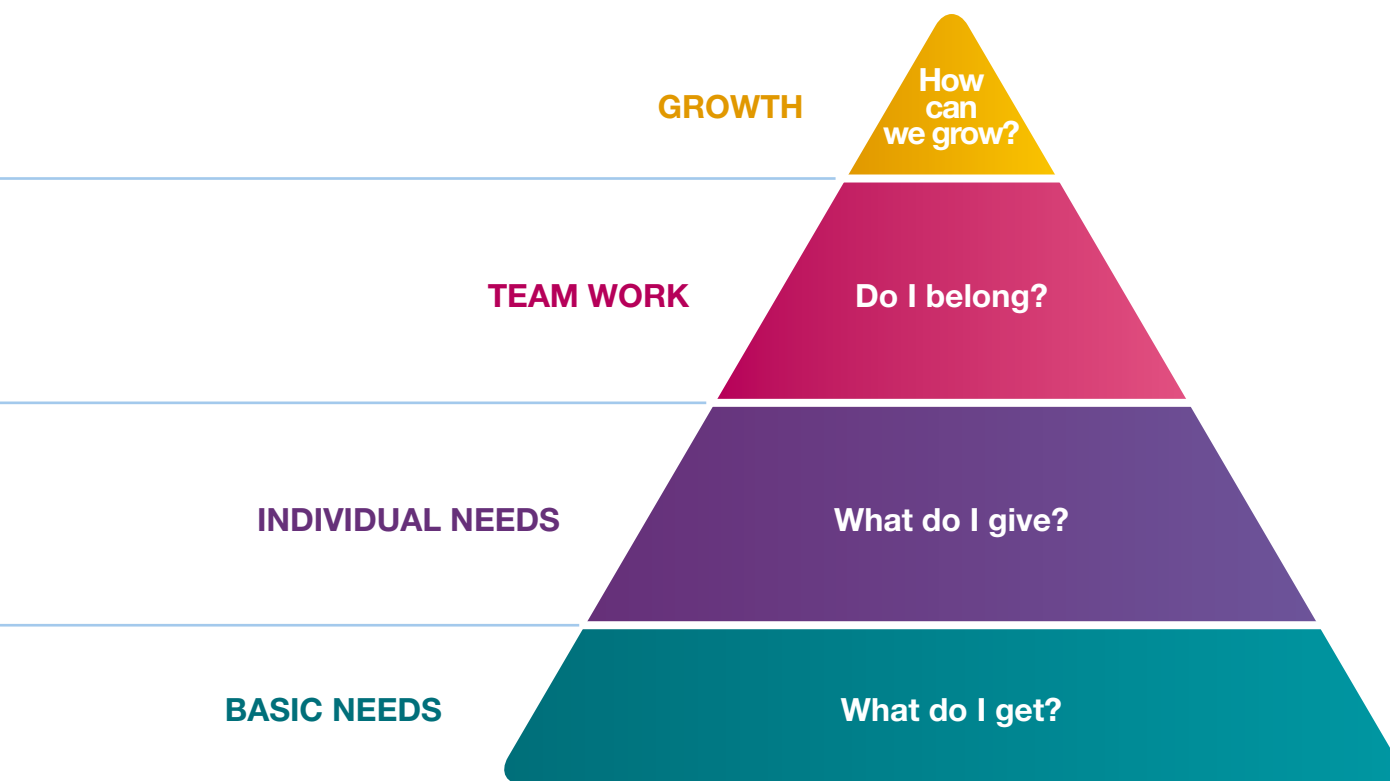 GROWTH
How
can
we grow?
TEAM WORK
Do I belong?
INDIVIDUAL NEEDS
What do I give?
BASIC NEEDS
What do I get?